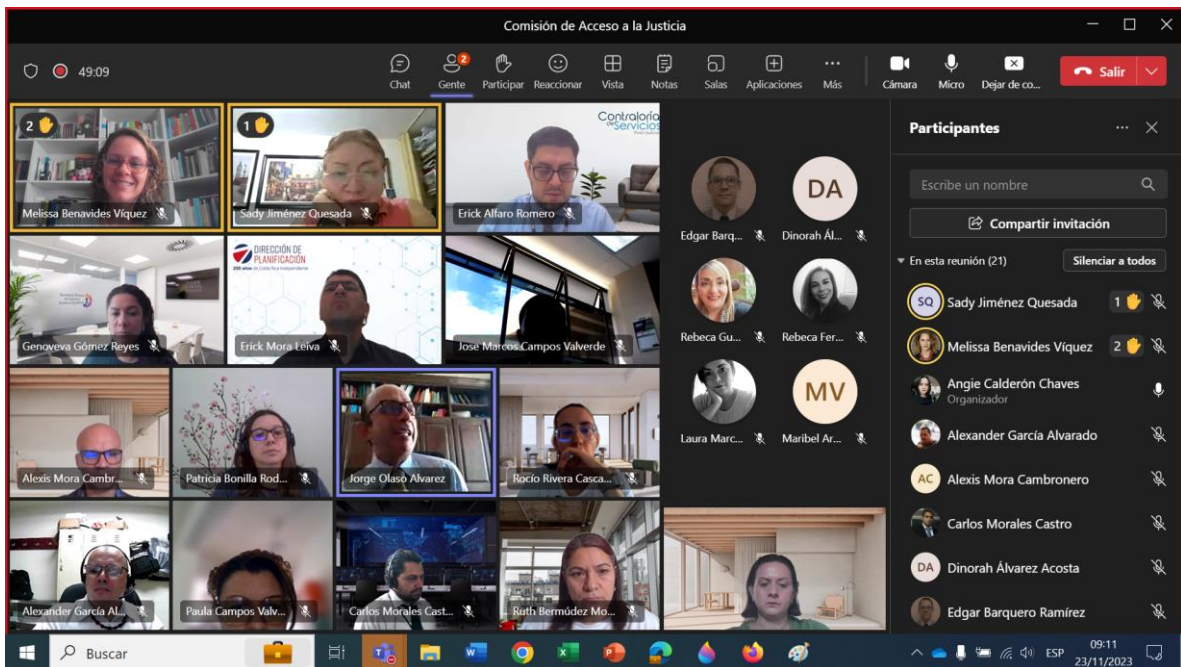 Comisión de Acceso a la Justicia
49:09
Chat
Gente
2
Participar
Reaccionar
Vista
Notas
Salas
Aplicaciones
Más
Cámara
Micro
Dejar de co...
Salir
2
Melissa Benavides Víquez
1
Sady Jiménez Quesada
Contraloría
de Servicios
Erick Alfaro Romero
Genoveva Gómez Reyes
DIRECCIÓN DE
PLANIFICACIÓN
Erick Mora Leiva
Jose Marcos Campos Valverde
Alexis Mora Cambr...
Patricia Bonilla Rod...
Jorge Olaso Alvarez
Rocío Rivera Casca...
Alexander García Al...
Paula Campos Valv...
Carlos Morales Cast...
Ruth Bermúdez Mo...
Edgar Barq...
DA
Dinorah Ál...
Rebeca Gu...
Rebeca Fer...
Laura Marc...
MV
Maribel Ar...
Participantes
Escribe un nombre
Compartir invitación
En esta reunión (21)
Silenciar a todos
SQ
Sady Jiménez Quesada
1
Melissa Benavides Víquez
2
Angie Calderón Chaves
Organizador
Alexander García Alvarado
AC
Alexis Mora Cambronero
Carlos Morales Castro
DA
Dinorah Álvarez Acosta
Edgar Barquero Ramírez
Buscar
ESP
09:11
23/11/2023